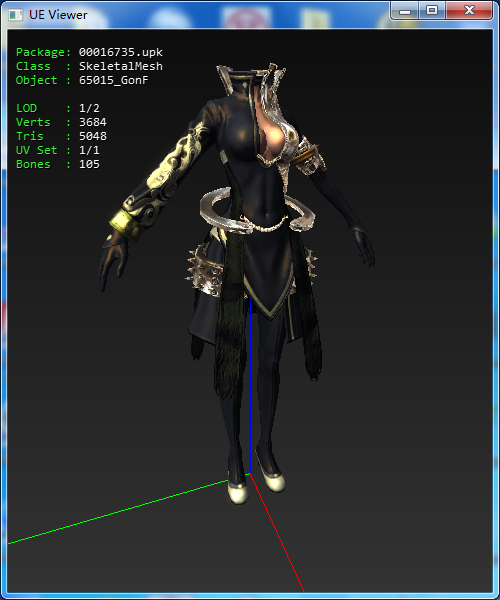 UE Viewer
Package: 00016735.upk
Class  : SkeletalMesh
Object : 65015_GonF
LOD    : 1/2
Verts  : 3684
Tris   : 5048
UV Set : 1/1
Bones  : 105